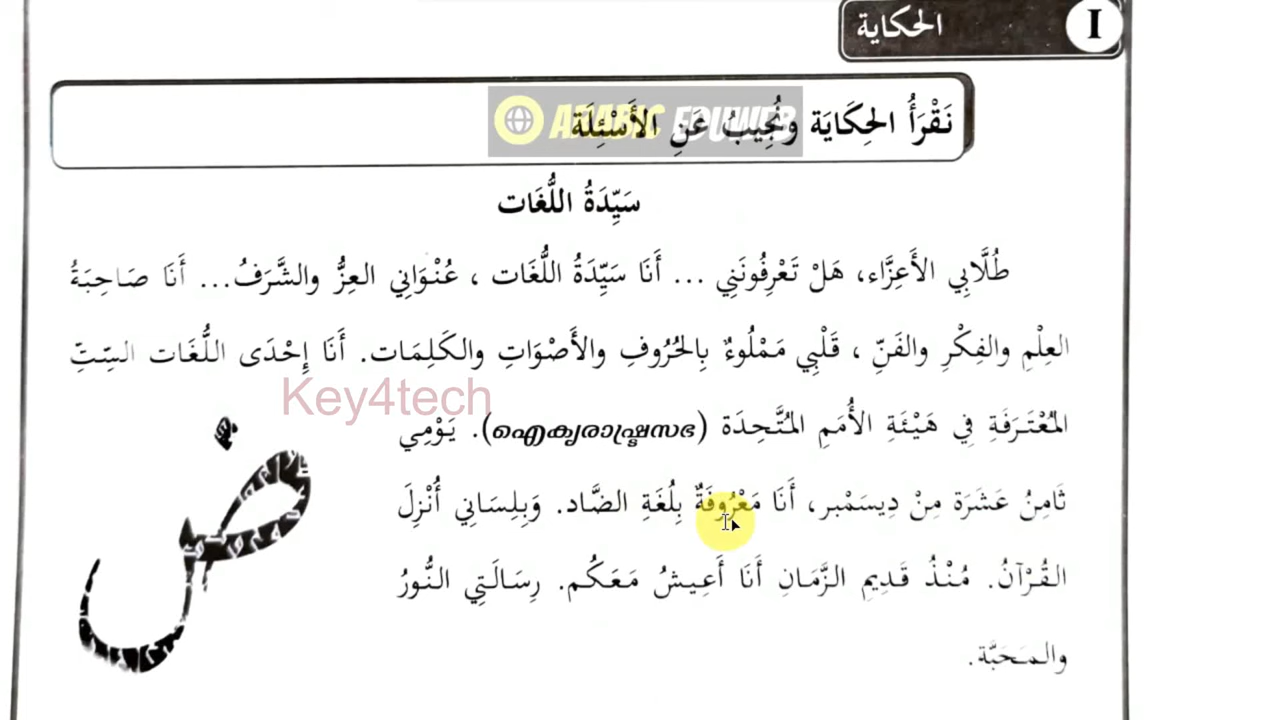 I
الحكاية
نَقْرَأُ الحِكَايَة ونُجِيبُ عَنِ الأَسْئِلَة
ARABIC EDUWEB
سَيِّدَةُ اللُّغَات
طُلَّابِي الأَعِزَّاء، هَلْ تَعْرِفُونَنِي ... أَنَا سَيِّدَةُ اللُّغَات ، عُنْوَانِي العِزُّ والشَّرَفُ... أَنَا صَاحِبَةُ
العِلْمِ والفِكْرِ والفَنِّ ، قَلْبِي مَمْلُوءٌ بِالحُرُوفِ والأَصْوَاتِ والكَلِمَات. أَنَا إِحْدَى اللُّغَات السِّتِّ
Key4tech
المُعْتَرَفَةِ فِي هَيْئَةِ الأُمَمِ المُتَّحِدَة (ഐക്യരാഷ്ട്രസഭ). يَوْمِي
ثَامِنُ عَشَرَة مِنْ دِيسَمْبر، أَنَا مَعْرُوفَةٌ بِلُغَةِ الضَّاد. وَبِلِسَانِي أُنْزِلَ
القُرْآنُ. مُنْذُ قَدِيمِ الزَّمَانِ أَنَا أَعِيشُ مَعَكُم. رِسَالَتِي النُّورُ
والمَحَبَّة.
ض